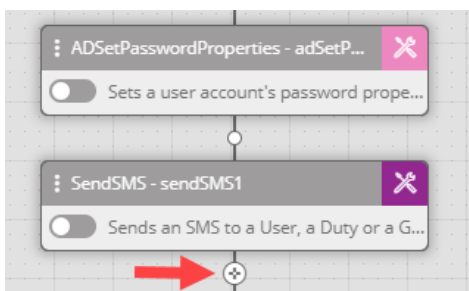 ADSetPasswordProperties - adSetP...
Sets a user account's password prope...
SendSMS - sendSMS1
Sends an SMS to a User, a Duty or a G...